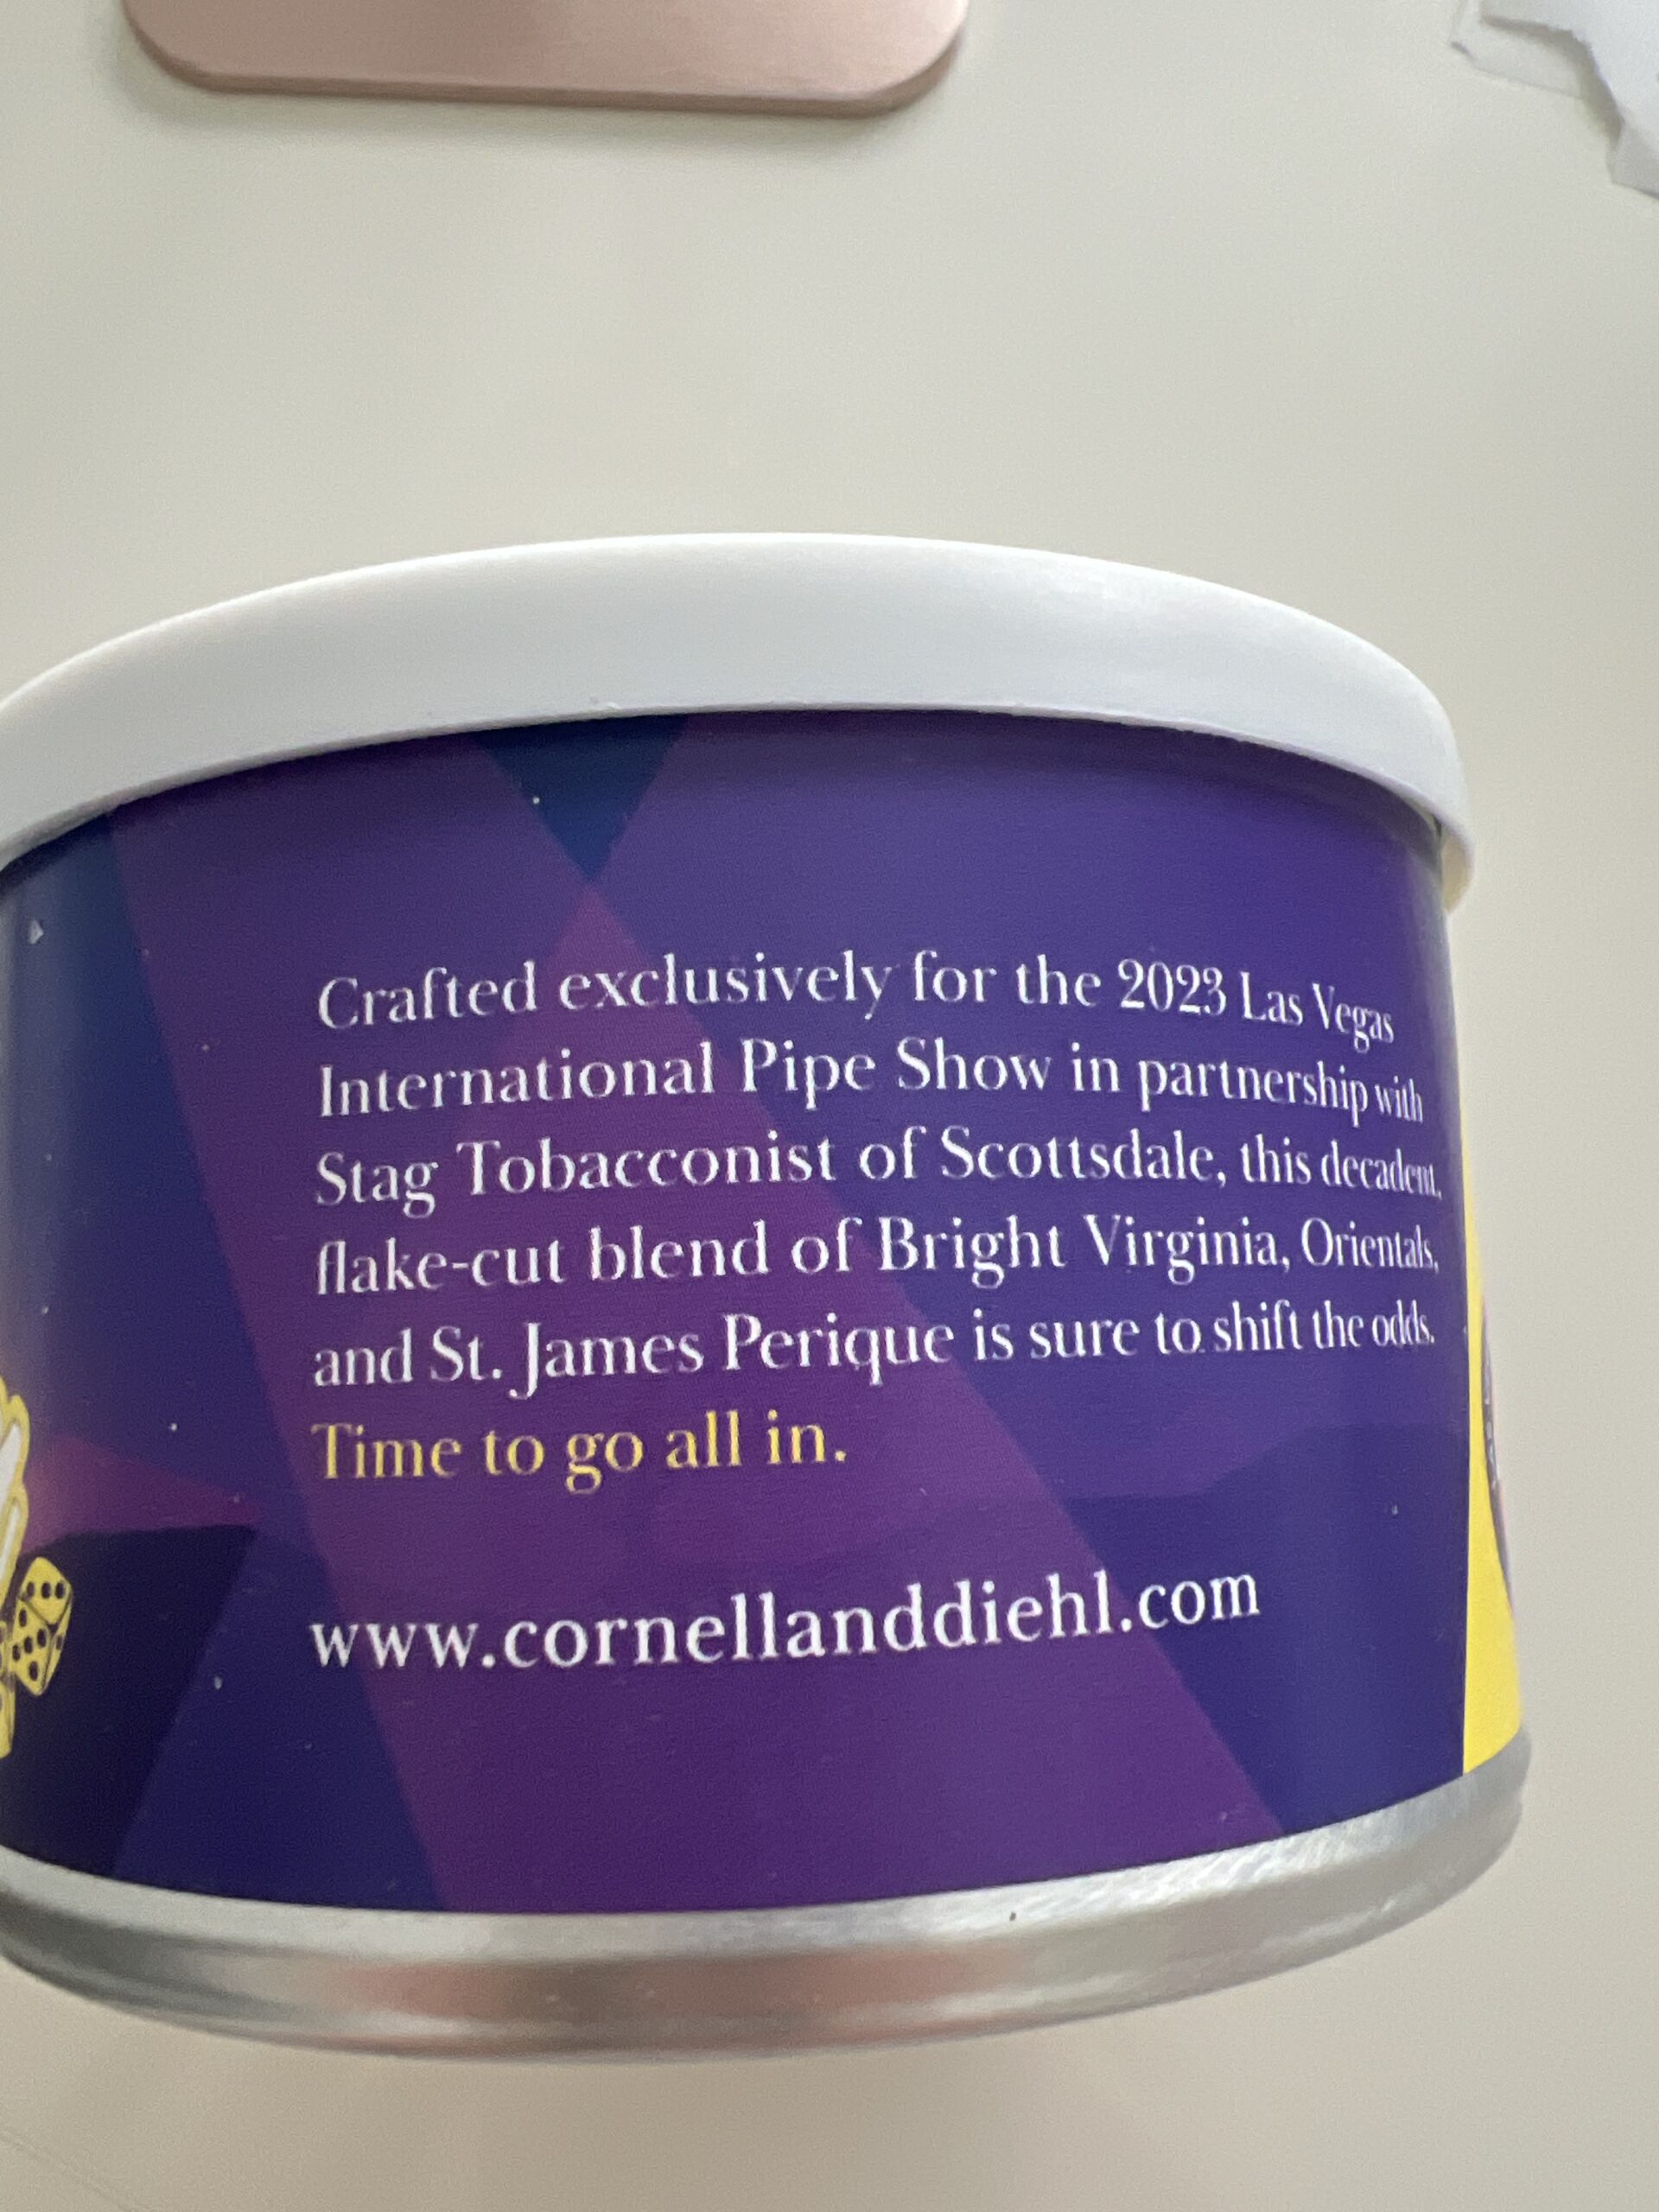 Crafted exclusively for the 2023 Las Vegas
International Pipe Show in partnership with
Stag Tobacconist of Scottsdale, this decadent,
flake-cut blend of Bright Virginia, Orientals,
and St. James Perique is sure to shift the odds.
Time to go all in.
www.cornellanddiehl.com